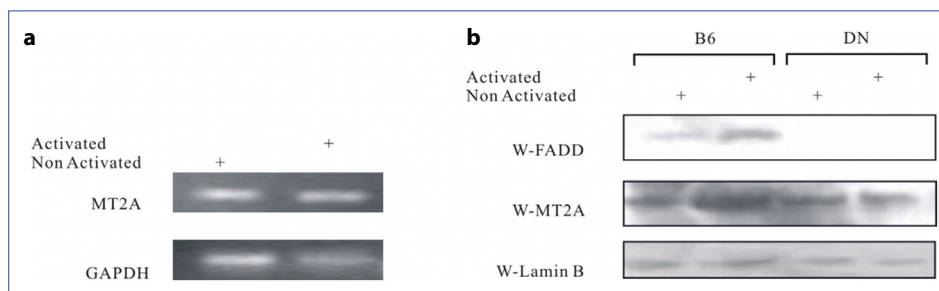 a
Activated +
Non Activated +
MT2A
GAPDH
b
B6 DN
Activated + +
Non Activated + +
W-FADD
W-MT2A
W-Lamin B